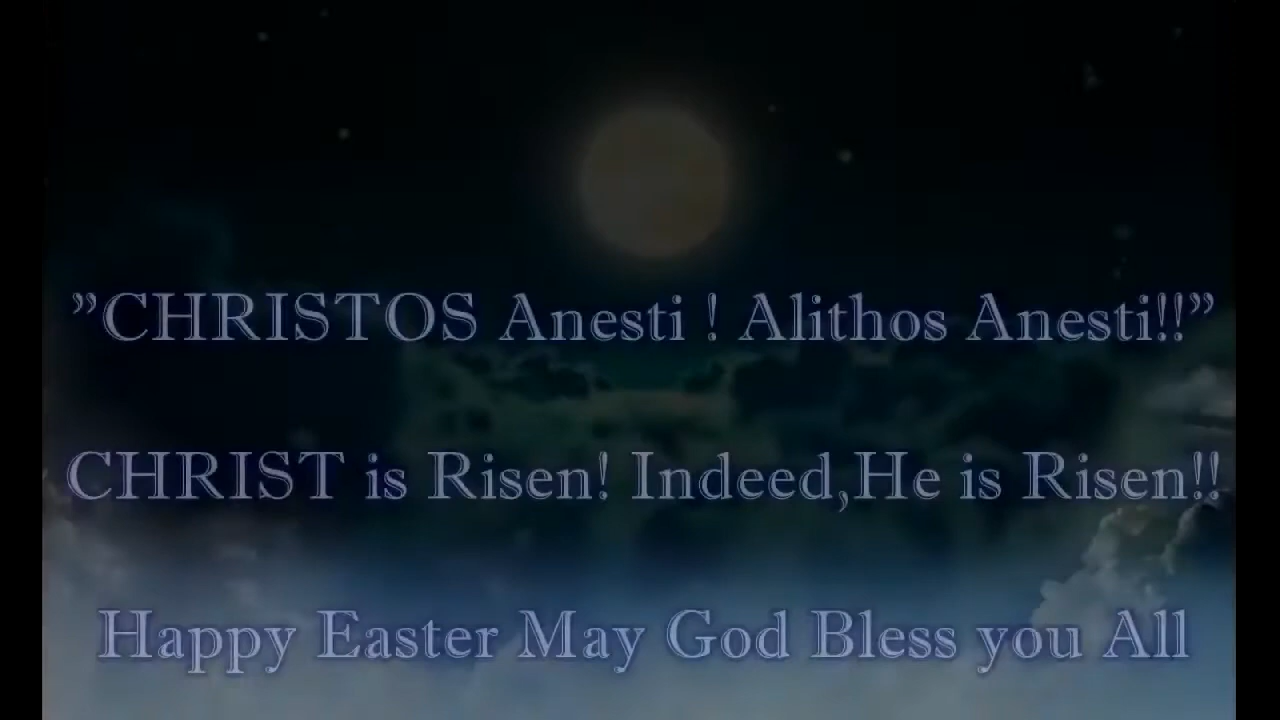 ”CHRISTOS Anesti ! Alithos Anesti!!”
CHRIST is Risen! Indeed,He is Risen!!
Happy Easter May God Bless you All